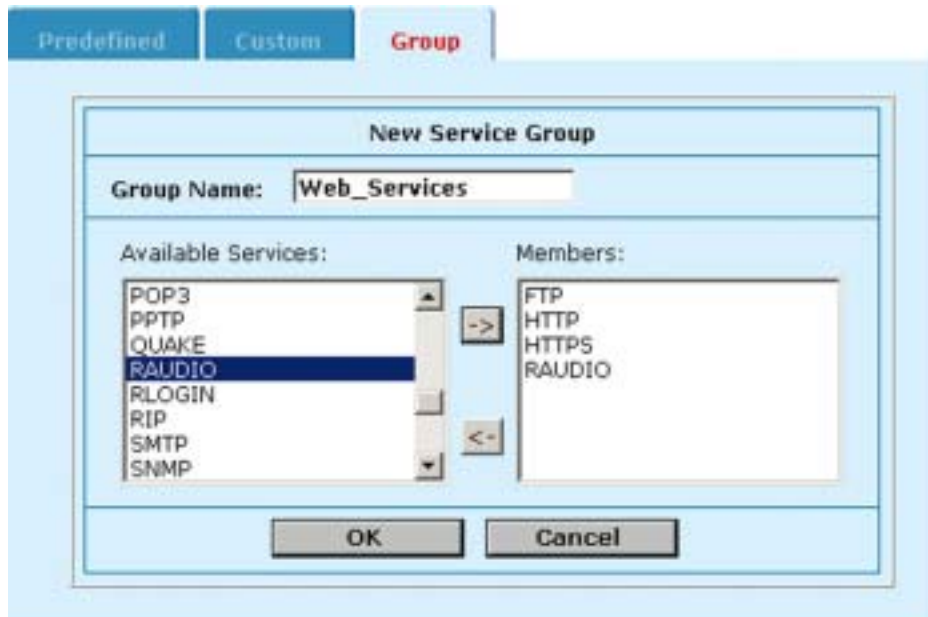 Predefined Custom Group
New Service Group
Group Name: Web_Services
Available Services: Members:
POP3
PPTP
QUAKE
RAUDIO
RLOGIN
RIP
SMTP
SNMP
->
<-
FTP
HTTP
HTTPS
RAUDIO
OK Cancel